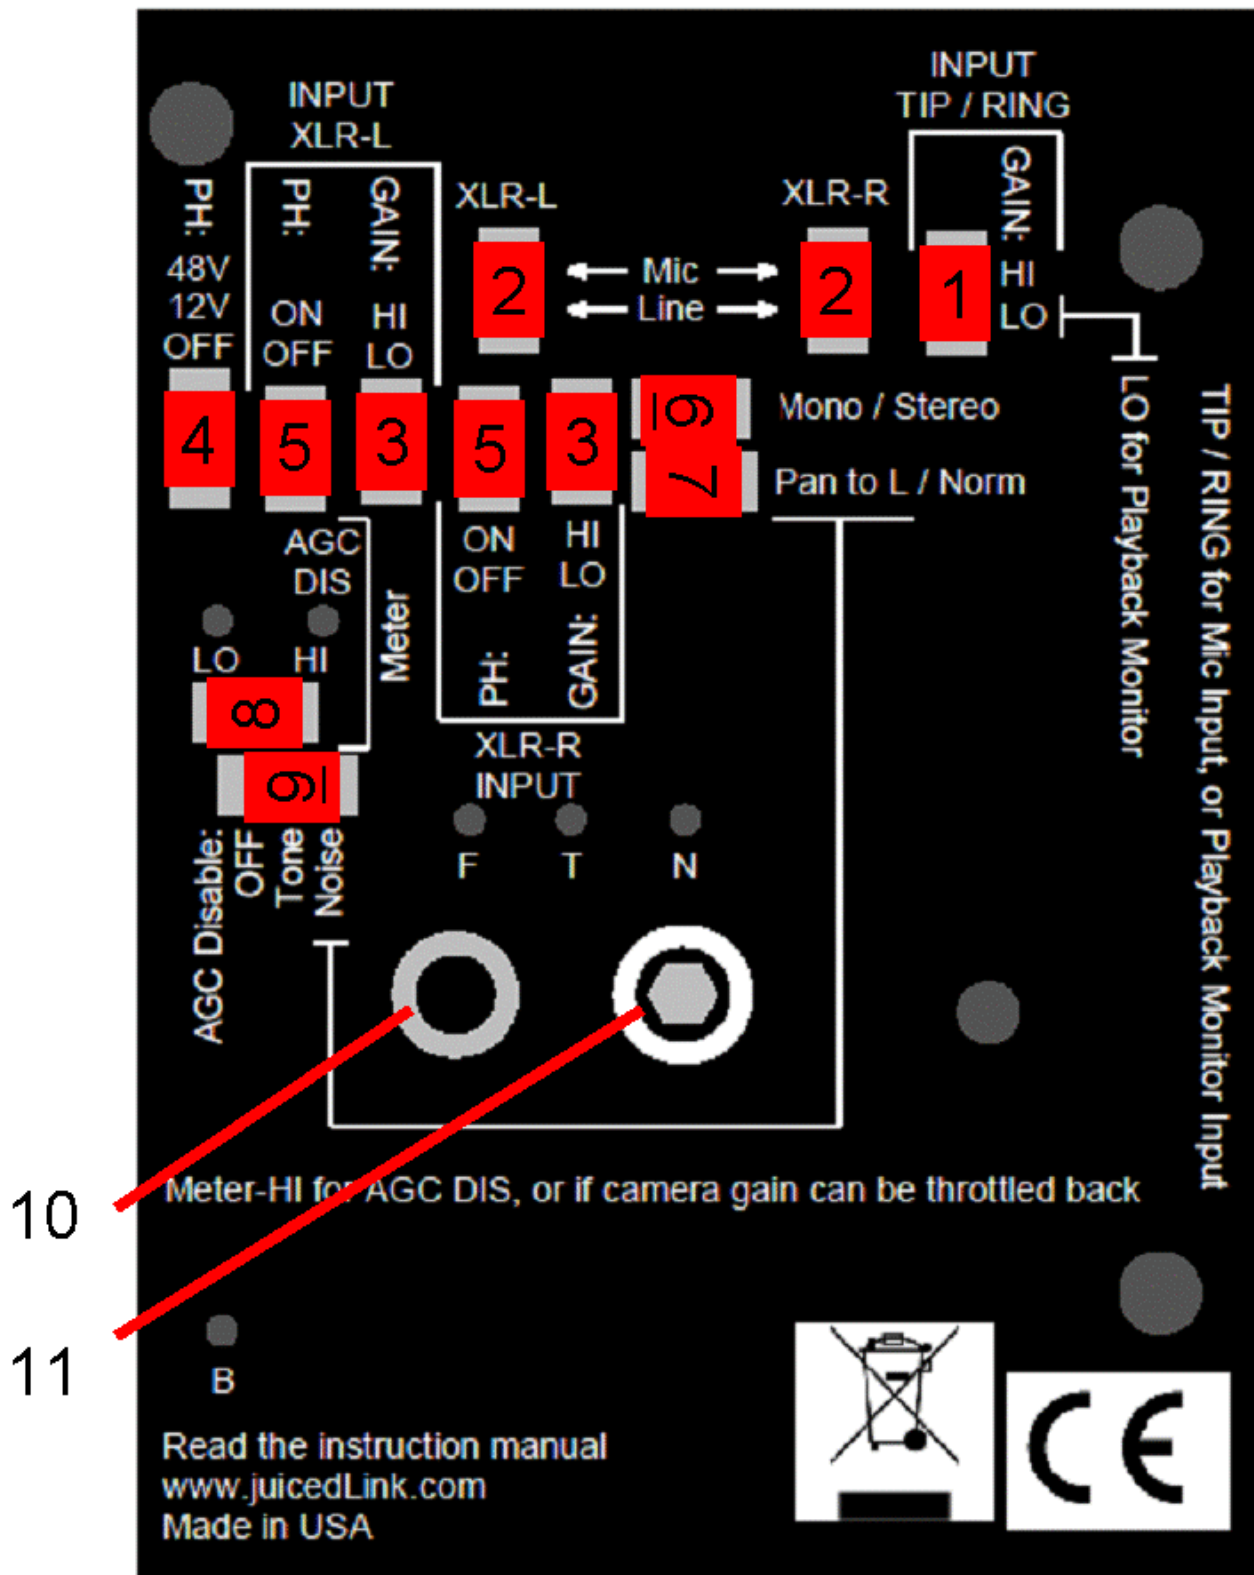 INPUT
XLR-L
INPUT
TIP / RING
PH:
48V
12V
OFF
PH:
ON
OFF
GAIN:
HI
LO
XLR-L
XLR-R
GAIN:
HI
LO
2
Mic
Line
2
1
4
5
3
5
3
6
Mono / Stereo
7
Pan to L / Norm
LO for Playback Monitor
TIP / RING for Mic Input, or Playback Monitor Input
AGC
DIS
Meter
LO
HI
8
9
ON
OFF
PH:
HI
LO
GAIN:
XLR-R
INPUT
AGC Disable:
OFF
Tone
Noise
F
T
N
10
11
Meter-HI for AGC DIS, or if camera gain can be throttled back
B
Read the instruction manual
www.juicedLink.com
Made in USA
CE